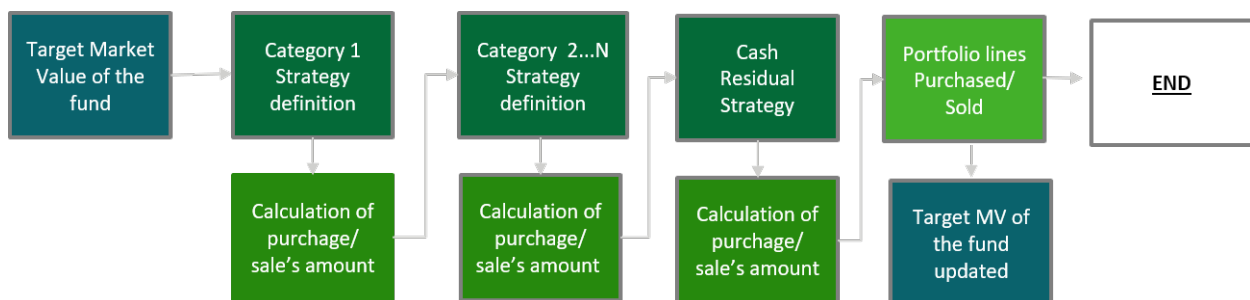 Target Market
Value of the
fund
Category 1
Strategy
definition
Category 2...N
Strategy
definition
Cash
Residual
Strategy
Portfolio lines
Purchased/
Sold
END
Calculation of
purchage/
sale's amount
Calculation of
purchage/
sale's amount
Calculation of
purchage/
sale's amount
Target MV of
the fund
updated